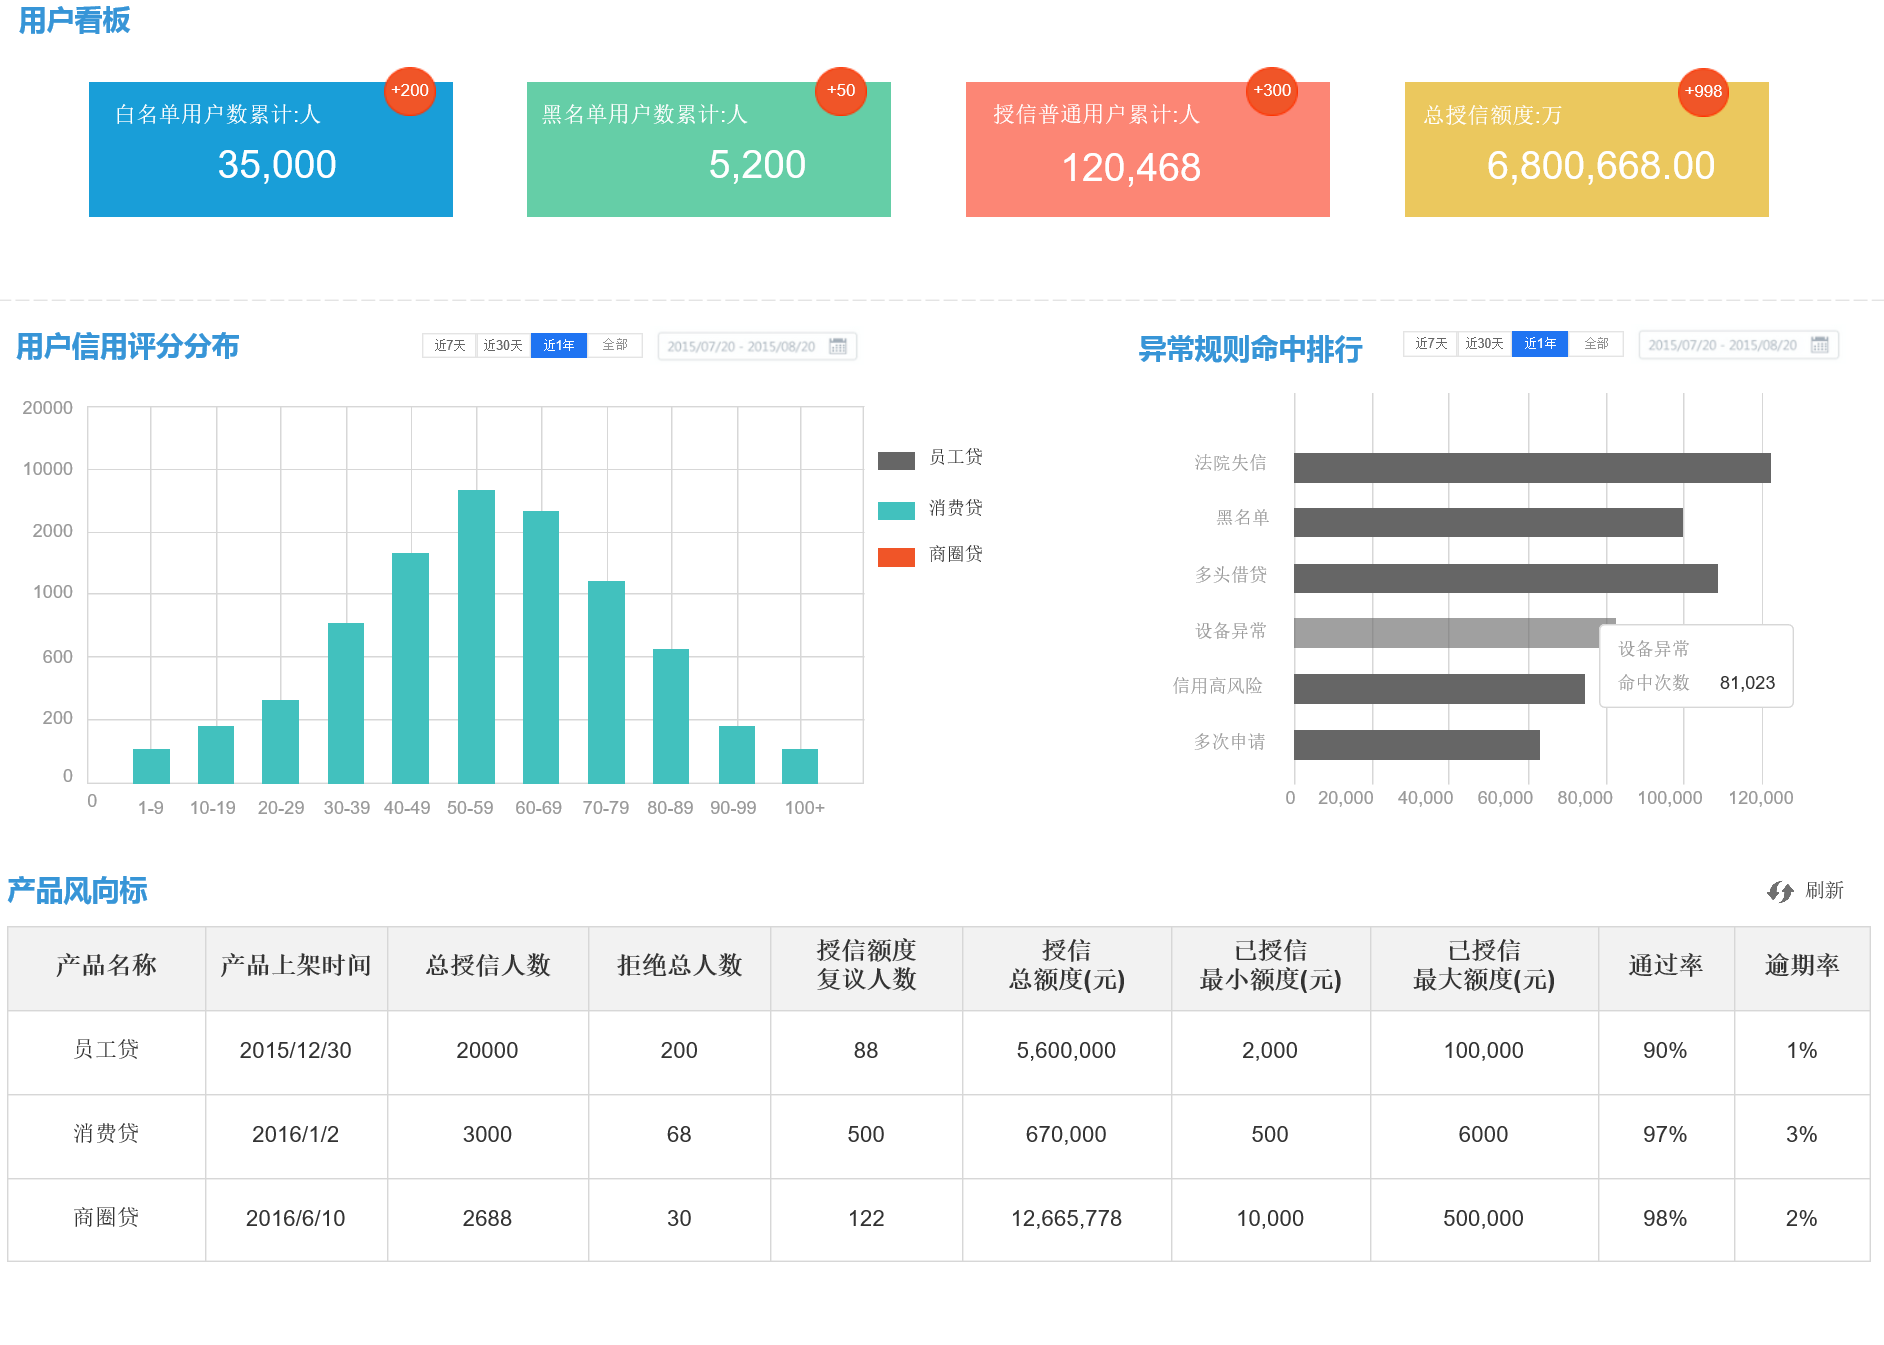 用户看板
白名单用户数累计:人
+200
35,000
黑名单用户数累计:人
+50
5,200
授信普通用户累计:人
+300
120,468
总授信额度:万
+998
6,800,668.00
用户信用评分分布
近7天 近30天 近1年 全部
2015/07/20 - 2015/08/20
20000
10000
2000
1000
600
200
0
0 1-9 10-19 20-29 30-39 40-49 50-59 60-69 70-79 80-89 90-99 100+
员工贷
消费贷
商圈贷
异常规则命中排行
近7天 近30天 近1年 全部
2015/07/20 - 2015/08/20
法院失信
黑名单
多头借贷
设备异常
信用高风险
多次申请
设备异常
命中次数 81,023
0 20,000 40,000 60,000 80,000 100,000 120,000
产品风向标
刷新
产品名称 产品上架时间 总授信人数 拒绝总人数 授信额度 复议人数 授信 总额度(元) 已授信 最小额度(元) 已授信 最大额度(元) 通过率 逾期率
员工贷 2015/12/30 20000 200 88 5,600,000 2,000 100,000 90% 1%
消费贷 2016/1/2 3000 68 500 670,000 500 6000 97% 3%
商圈贷 2016/6/10 2688 30 122 12,665,778 10,000 500,000 98% 2%